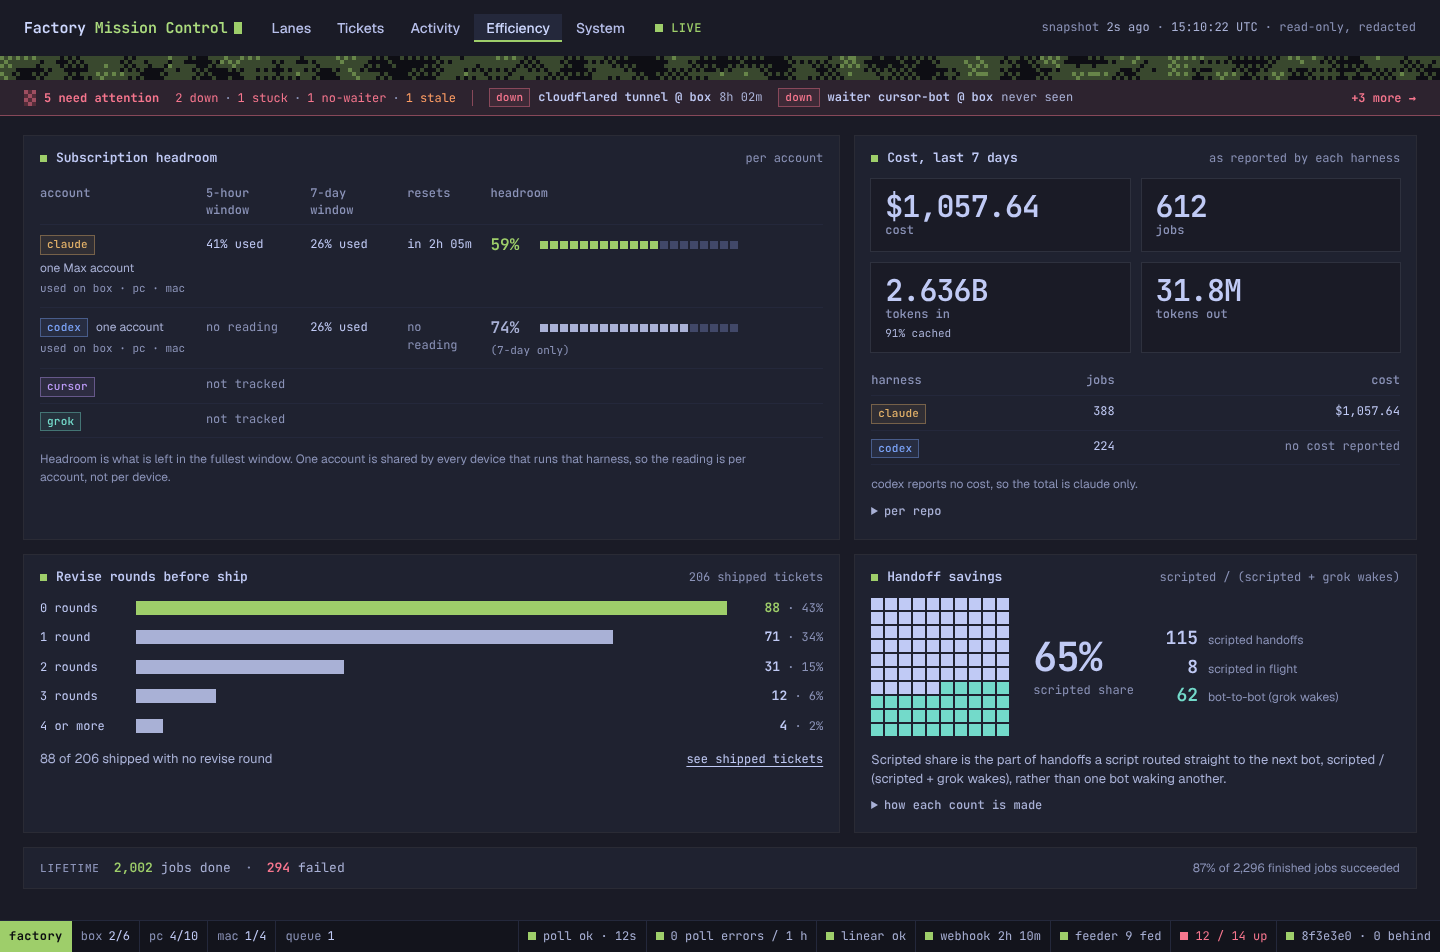 Factory Mission Control Lanes Tickets Activity Efficiency System LIVE snapshot 2s ago · 15:10:22 UTC · read-only, redacted
5 need attention 2 down · 1 stuck · 1 no-waiter · 1 stale down cloudflared tunnel @ box 8h 02m down waiter cursor-bot @ box never seen +3 more →
Subscription headroom per account
account 5-hour window 7-day window resets headroom
claude 41% used 26% used in 2h 05m 59%
one Max account
used on box · pc · mac
codex one account no reading 26% used no reading 74%
used on box · pc · mac (7-day only)
cursor not tracked
grok not tracked
Headroom is what is left in the fullest window. One account is shared by every device that runs that harness, so the reading is per
account, not per device.
Cost, last 7 days as reported by each harness
$1,057.64 612
cost jobs
2.636B 31.8M
tokens in tokens out
91% cached
harness jobs cost
claude 388 $1,057.64
codex 224 no cost reported
codex reports no cost, so the total is claude only.
▶ per repo
Revise rounds before ship 206 shipped tickets
0 rounds 88 · 43%
1 round 71 · 34%
2 rounds 31 · 15%
3 rounds 12 · 6%
4 or more 4 · 2%
88 of 206 shipped with no revise round see shipped tickets
Handoff savings scripted / (scripted + grok wakes)
65%
scripted share
115 scripted handoffs
8 scripted in flight
62 bot-to-bot (grok wakes)
Scripted share is the part of handoffs a script routed straight to the next bot, scripted /
(scripted + grok wakes), rather than one bot waking another.
▶ how each count is made
LIFETIME 2,002 jobs done · 294 failed 87% of 2,296 finished jobs succeeded
factory box 2/6 pc 4/10 mac 1/4 queue 1 poll ok · 12s 0 poll errors / 1 h linear ok webhook 2h 10m feeder 9 fed 12 / 14 up 8f3e3e0 · 0 behind